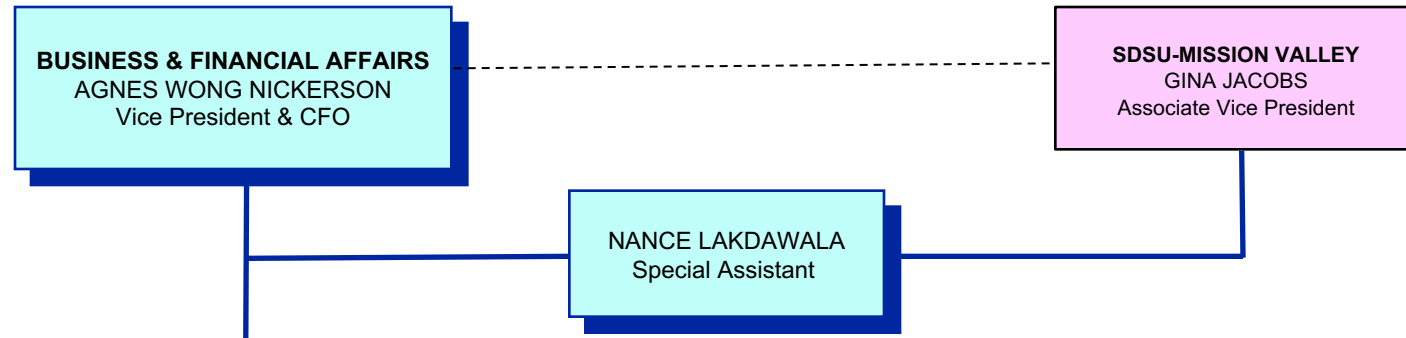 BUSINESS & FINANCIAL AFFAIRS
AGNES WONG NICKERSON
Vice President & CFO
SDSU-MISSION VALLEY
GINA JACOBS
Associate Vice President
NANCE LAKDAWALA
Special Assistant